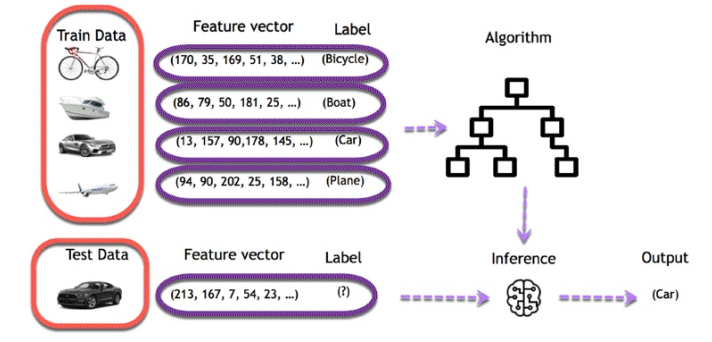 Train Data
Feature vector
Label
Algorithm
(170, 35, 169, 51, 38, ...)
(Bicycle)
(86, 79, 50, 181, 25, ...)
(Boat)
(13, 157, 90,178, 145, ...)
(Car)
(94, 90, 202, 25, 158, ...)
(Plane)
Test Data
Feature vector
Label
Inference
Output
(213, 167, 7, 54, 23, ...)
(?)
(Car)